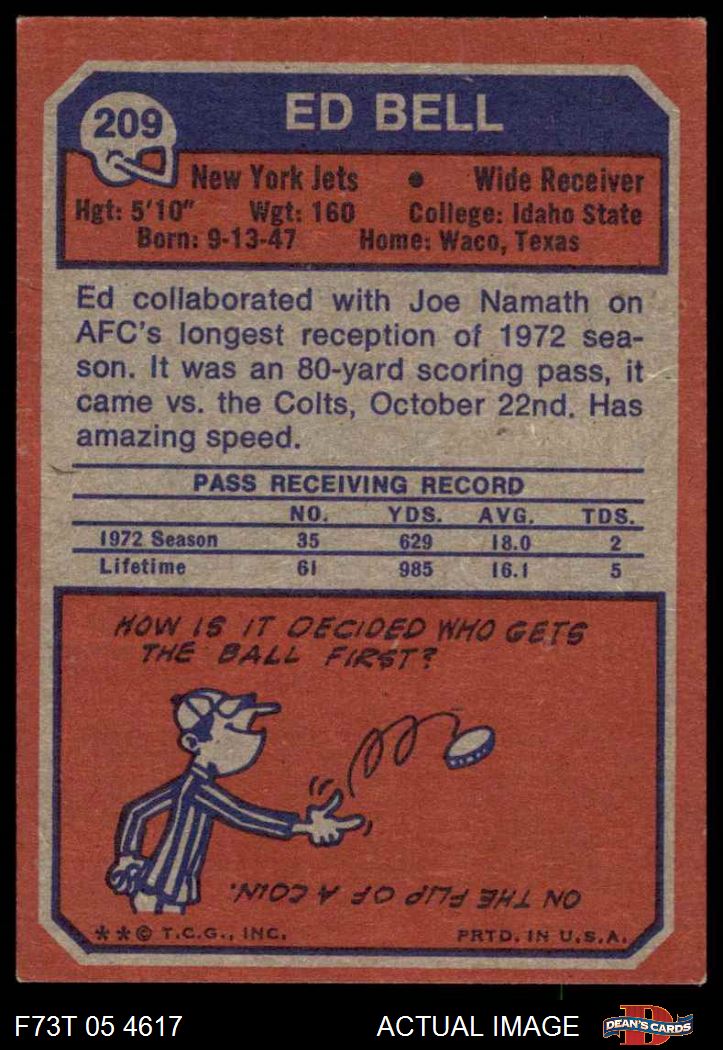 209
ED BELL
New York Jets • Wide Receiver
Hgt: 5'10" Wgt: 160 College: Idaho State
Born: 9-13-47 Home: Waco, Texas
Ed collaborated with Joe Namath on
AFC's longest reception of 1972 sea-
son. It was an 80-yard scoring pass, it
came vs. the Colts, October 22nd. Has
amazing speed.
PASS RECEIVING RECORD
NO. YDS. AVG. TDS.
1972 Season 35 629 18.0 2
Lifetime 61 985 16.1 5
HOW IS IT DECIDED WHO GETS
THE BALL FIRST?
ON THE FLIP OF A COIN.
**© T.C.G., INC. PRTD. IN U.S.A.
F73T 05 4617 ACTUAL IMAGE D DEAN'S CARDS